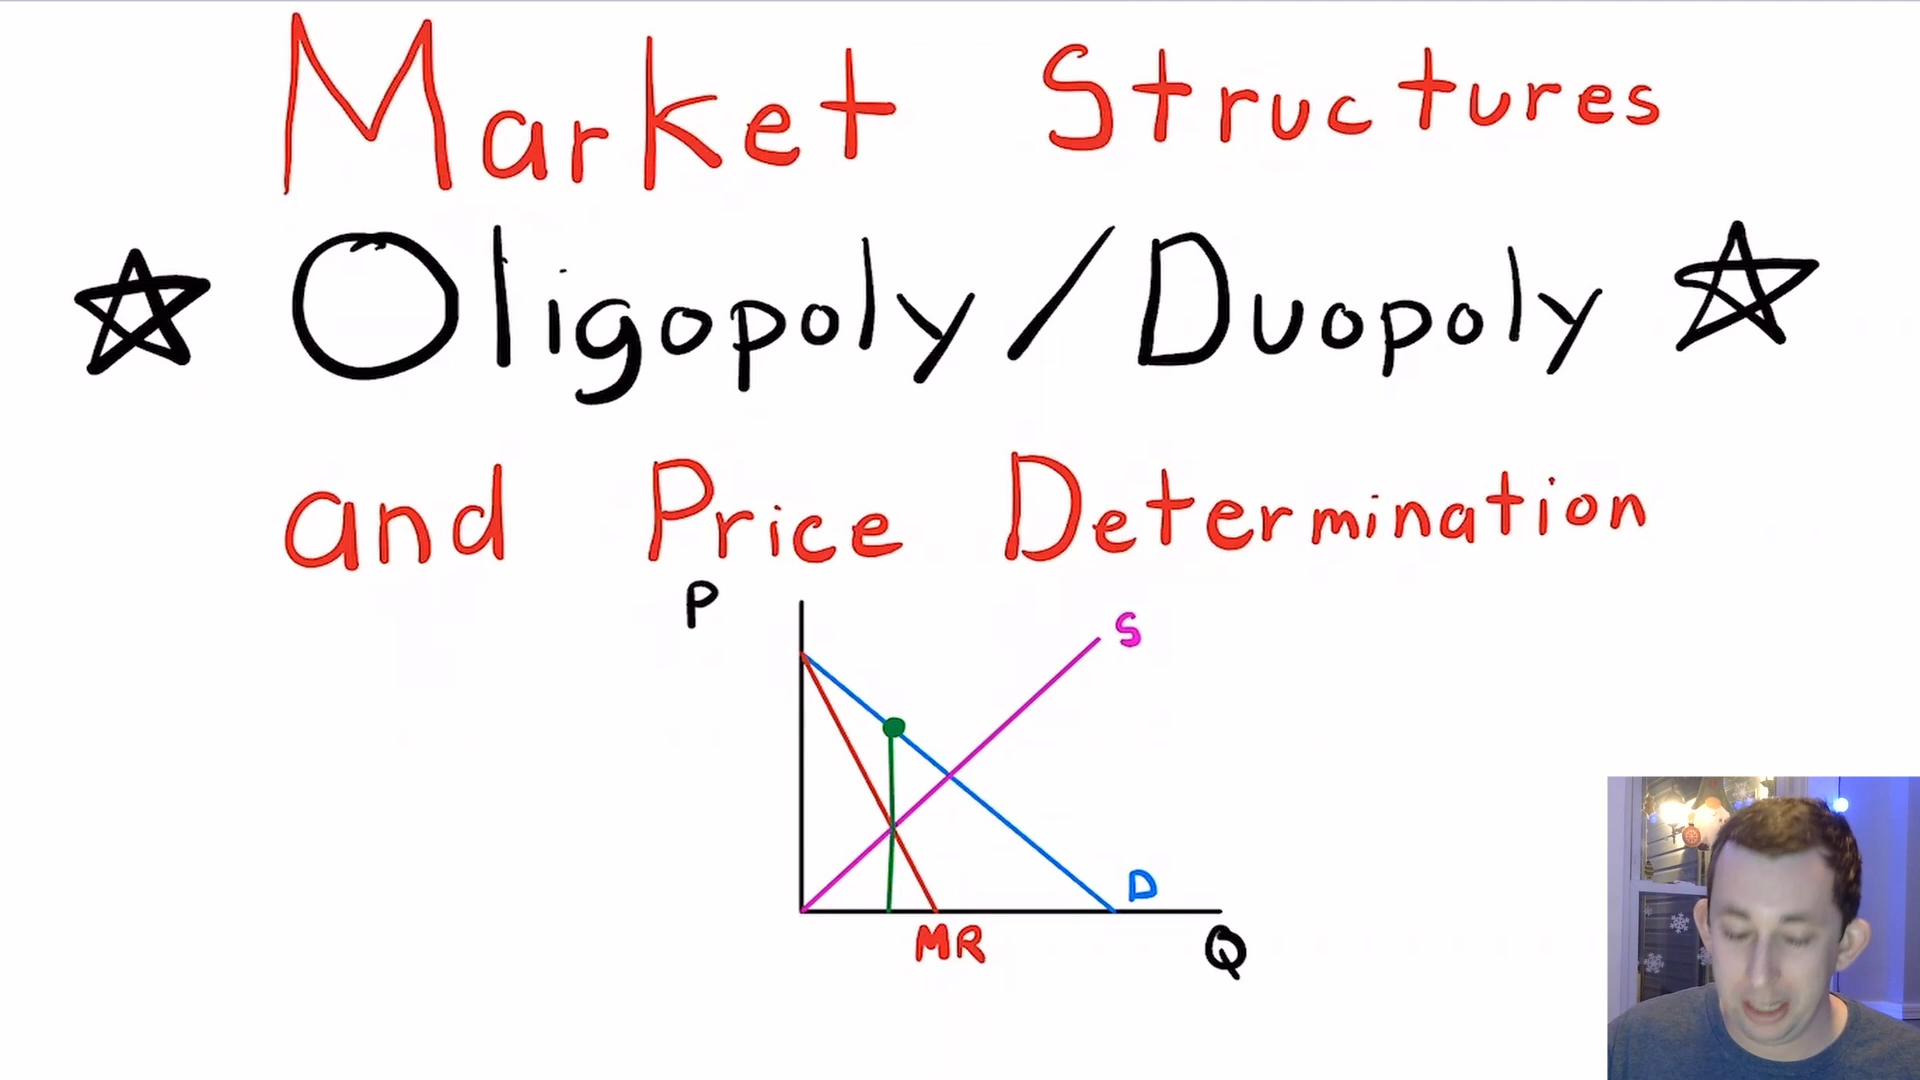 Market Structures
Oligopoly/Duopoly
and Price Determination
P
S
D
MR
Q